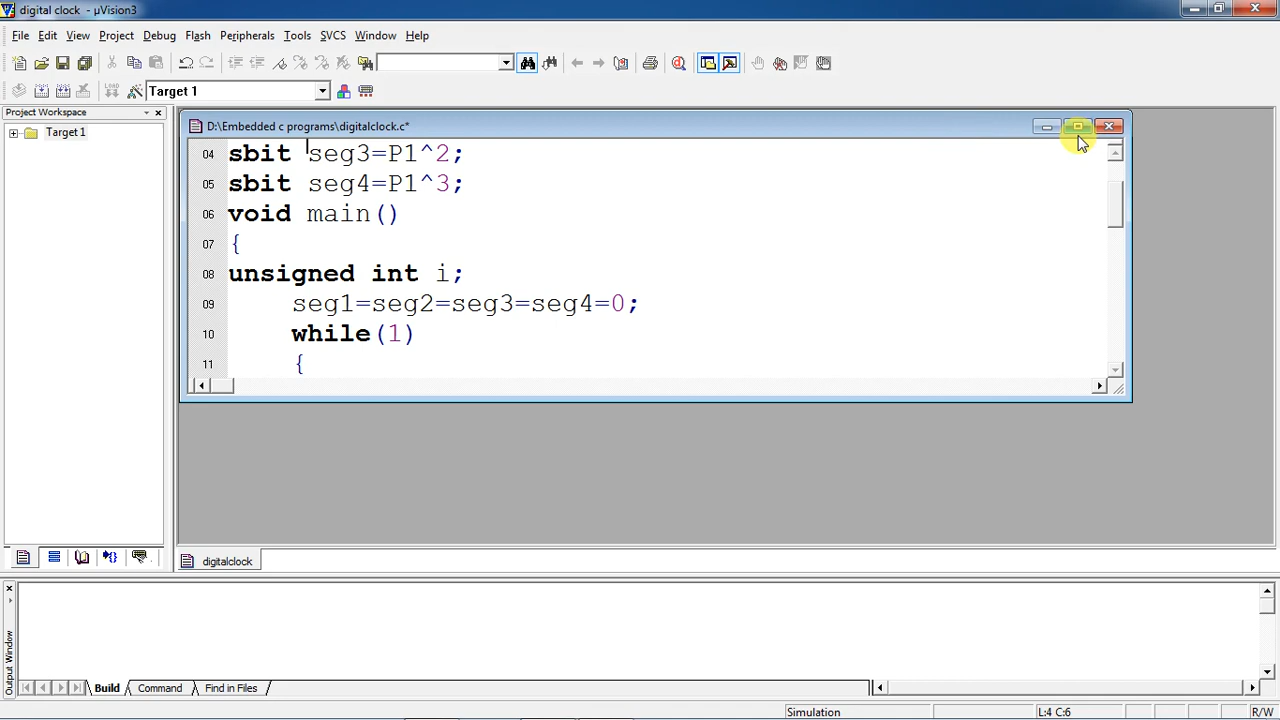 digital clock - µVision3
File Edit View Project Debug Flash Peripherals Tools SVCS Window Help
LOAD Target 1
Project Workspace
Target 1
D:\Embedded c programs\digitalclock.c*
04 sbit seg3=P1^2;
05 sbit seg4=P1^3;
06 void main()
07 {
08 unsigned int i;
09 seg1=seg2=seg3=seg4=0;
10 while(1)
11 {
digitalclock
Output Window
Build Command Find in Files
Simulation L:4 C:6 R/W